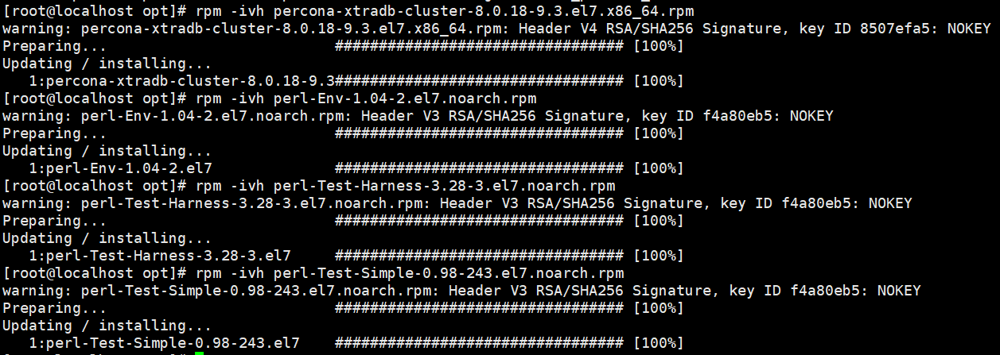 [root@localhost opt]# rpm -ivh percona-xtradb-cluster-8.0.18-9.3.el7.x86_64.rpm
warning: percona-xtradb-cluster-8.0.18-9.3.el7.x86_64.rpm: Header V4 RSA/SHA256 Signature, key ID 8507efa5: NOKEY
Preparing...                          ################################# [100%]
Updating / installing...
   1:percona-xtradb-cluster-8.0.18-9.3################################# [100%]
[root@localhost opt]# rpm -ivh perl-Env-1.04-2.el7.noarch.rpm
warning: perl-Env-1.04-2.el7.noarch.rpm: Header V3 RSA/SHA256 Signature, key ID f4a80eb5: NOKEY
Preparing...                          ################################# [100%]
Updating / installing...
   1:perl-Env-1.04-2.el7              ################################# [100%]
[root@localhost opt]# rpm -ivh perl-Test-Harness-3.28-3.el7.noarch.rpm
warning: perl-Test-Harness-3.28-3.el7.noarch.rpm: Header V3 RSA/SHA256 Signature, key ID f4a80eb5: NOKEY
Preparing...                          ################################# [100%]
Updating / installing...
   1:perl-Test-Harness-3.28-3.el7     ################################# [100%]
[root@localhost opt]# rpm -ivh perl-Test-Simple-0.98-243.el7.noarch.rpm
warning: perl-Test-Simple-0.98-243.el7.noarch.rpm: Header V3 RSA/SHA256 Signature, key ID f4a80eb5: NOKEY
Preparing...                          ################################# [100%]
Updating / installing...
   1:perl-Test-Simple-0.98-243.el7    ################################# [100%]